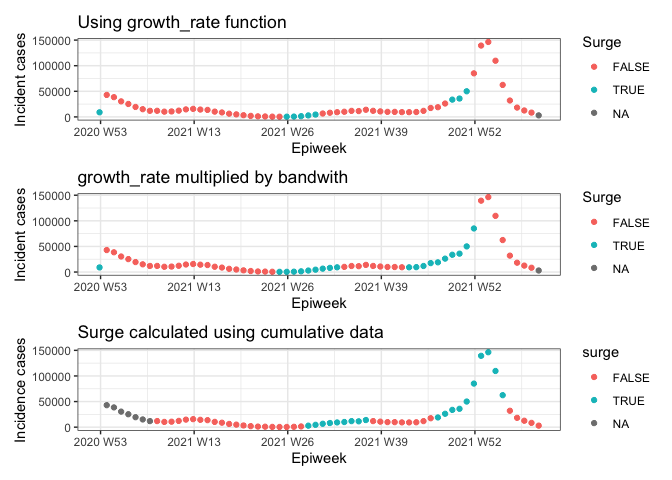 Using growth_rate function
Incident cases
150000
100000
50000
0
2020 W53 2021 W13 2021 W26 2021 W39 2021 W52
Epiweek
Surge
FALSE
TRUE
NA
growth_rate multiplied by bandwith
Incident cases
150000
100000
50000
0
2020 W53 2021 W13 2021 W26 2021 W39 2021 W52
Epiweek
Surge
FALSE
TRUE
NA
Surge calculated using cumulative data
Incidence cases
150000
100000
50000
0
2020 W53 2021 W13 2021 W26 2021 W39 2021 W52
Epiweek
surge
FALSE
TRUE
NA